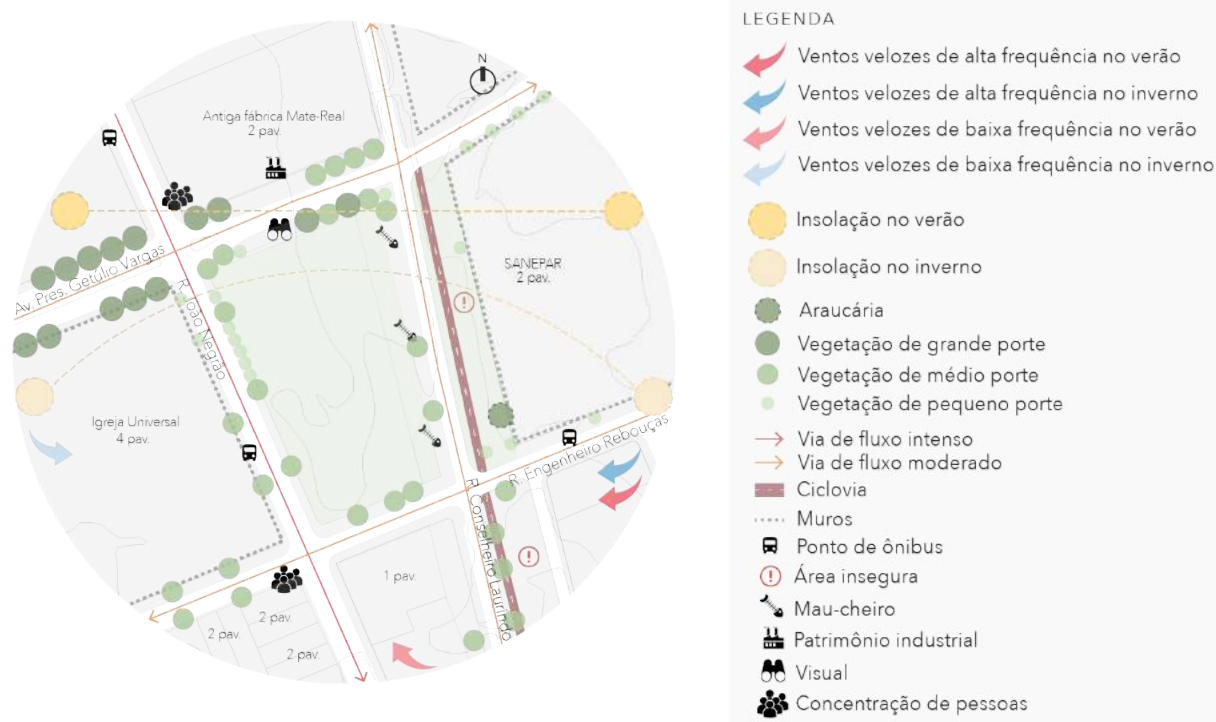 N
Antiga fábrica Mate-Real
2 pav.
Av. Pres. Getúlio Vargas
R. João Negrão
SANEPAR
2 pav.
Igreja Universal
4 pav.
R. Engenheiro Rebouças
R. Conselheiro Laurindo
1 pav.
2 pav.
2 pav.
2 pav.
LEGENDA
Ventos velozes de alta frequência no verão
Ventos velozes de alta frequência no inverno
Ventos velozes de baixa frequência no verão
Ventos velozes de baixa frequência no inverno
Insolação no verão
Insolação no inverno
Araucária
Vegetação de grande porte
Vegetação de médio porte
Vegetação de pequeno porte
Via de fluxo intenso
Via de fluxo moderado
Ciclovia
Muros
Ponto de ônibus
Área insegura
Mau-cheiro
Patrimônio industrial
Visual
Concentração de pessoas